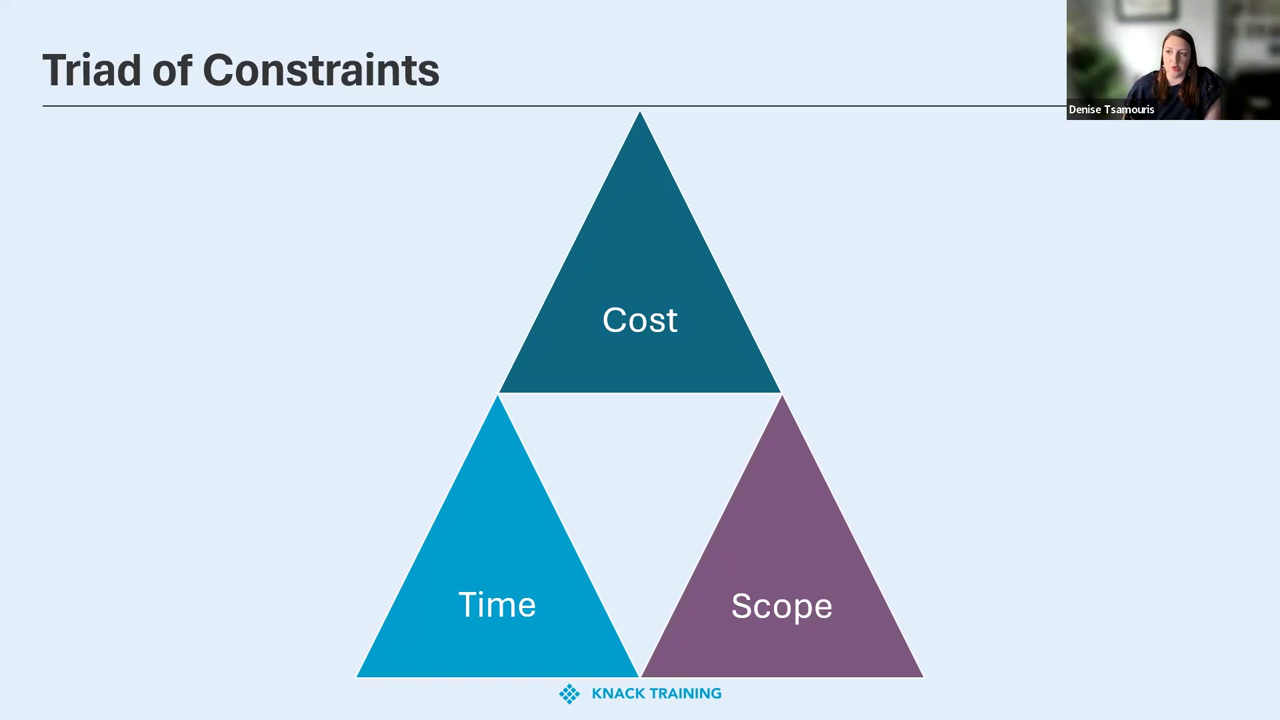 Triad of Constraints
Denise Tsamouris
Cost
Time
Scope
KNACK TRAINING